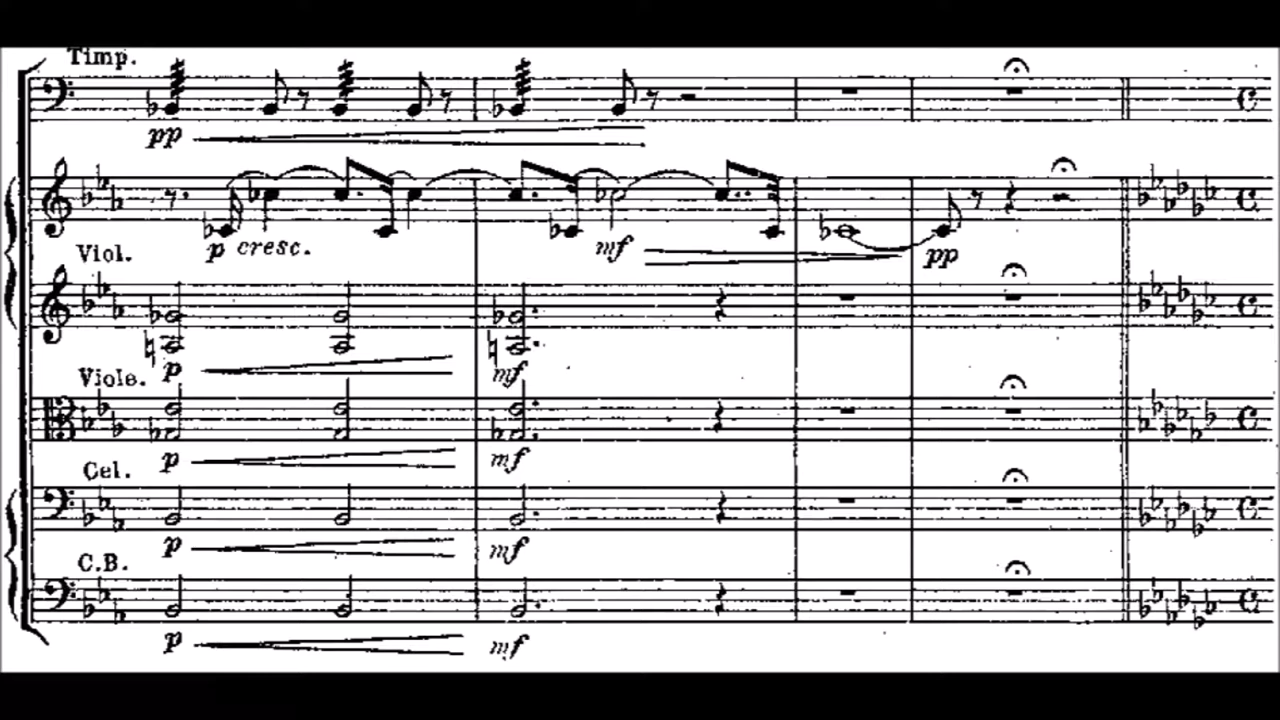 Timp.
pp
p cresc. mf pp
Viol.
p mf
Viole.
p mf
Cel.
p mf
C.B.
p mf